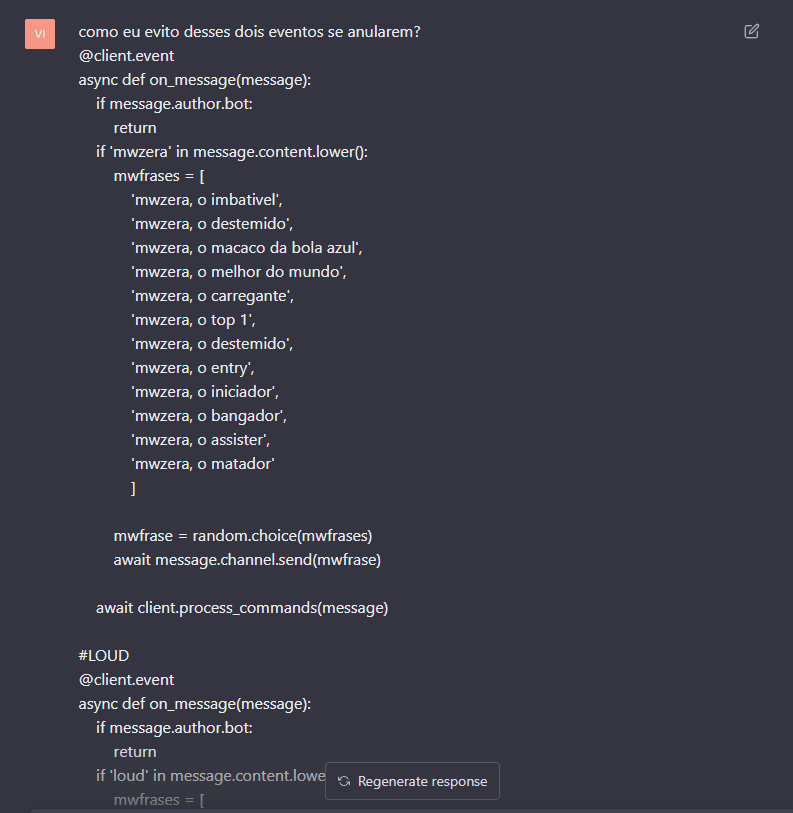 VI
como eu evito desses dois eventos se anularem?
@client.event
async def on_message(message):
if message.author.bot:
return
if 'mwzera' in message.content.lower():
mwfrases = [
'mwzera, o imbativel',
'mwzera, o destemido',
'mwzera, o macaco da bola azul',
'mwzera, o melhor do mundo',
'mwzera, o carregante',
'mwzera, o top 1',
'mwzera, o destemido',
'mwzera, o entry',
'mwzera, o iniciador',
'mwzera, o bangador',
'mwzera, o assister',
'mwzera, o matador'
]
mwfrase = random.choice(mwfrases)
await message.channel.send(mwfrase)
await client.process_commands(message)
#LOUD
@client.event
async def on_message(message):
if message.author.bot:
return
if 'loud' in message.content.lowe
Regenerate response
mwfrases = [